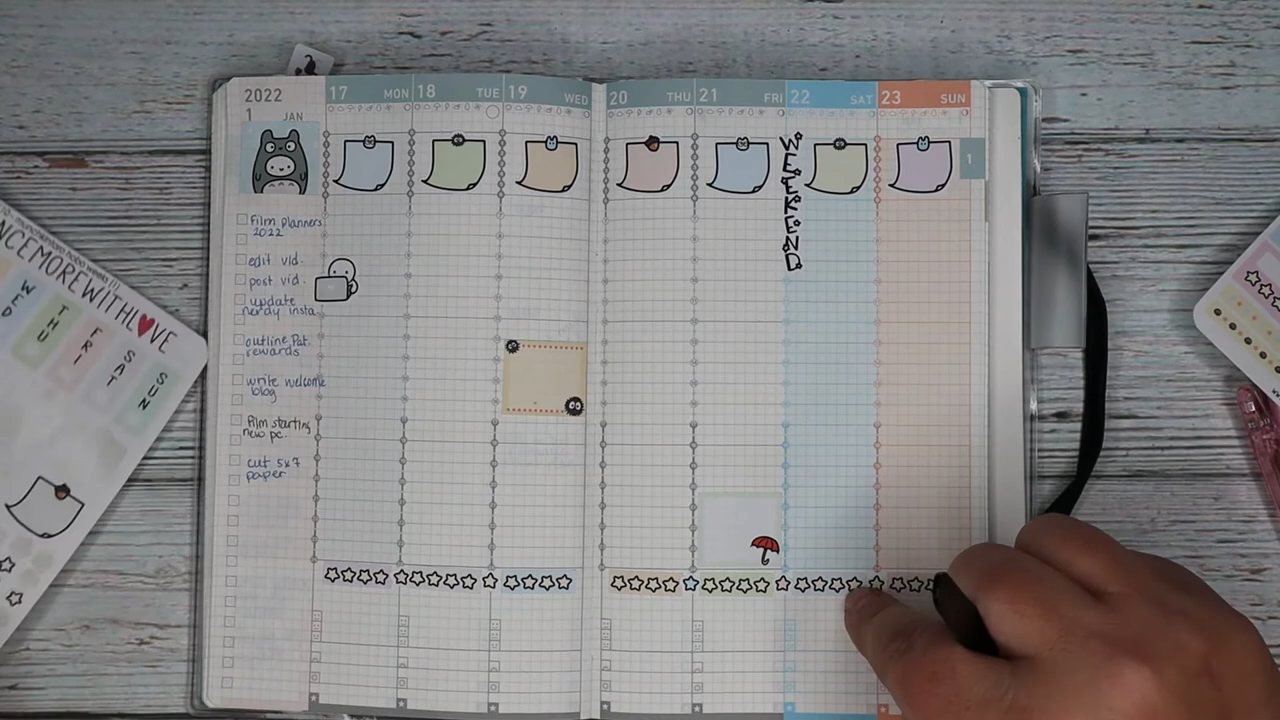 2022
1 JAN
17 MON
18 TUE
19 WED
20 THU
21 FRI
22 SAT
23 SUN
1
WEEKEND
Film planners
2022
edit vid.
post vid.
update
nerdy insta.
outline Pat.
rewards
write welcome
blog
Film starting
new pc.
cut 5x7
paper
NCEMOREWITHLOVE
WED
THU
FRI
SAT
SUN